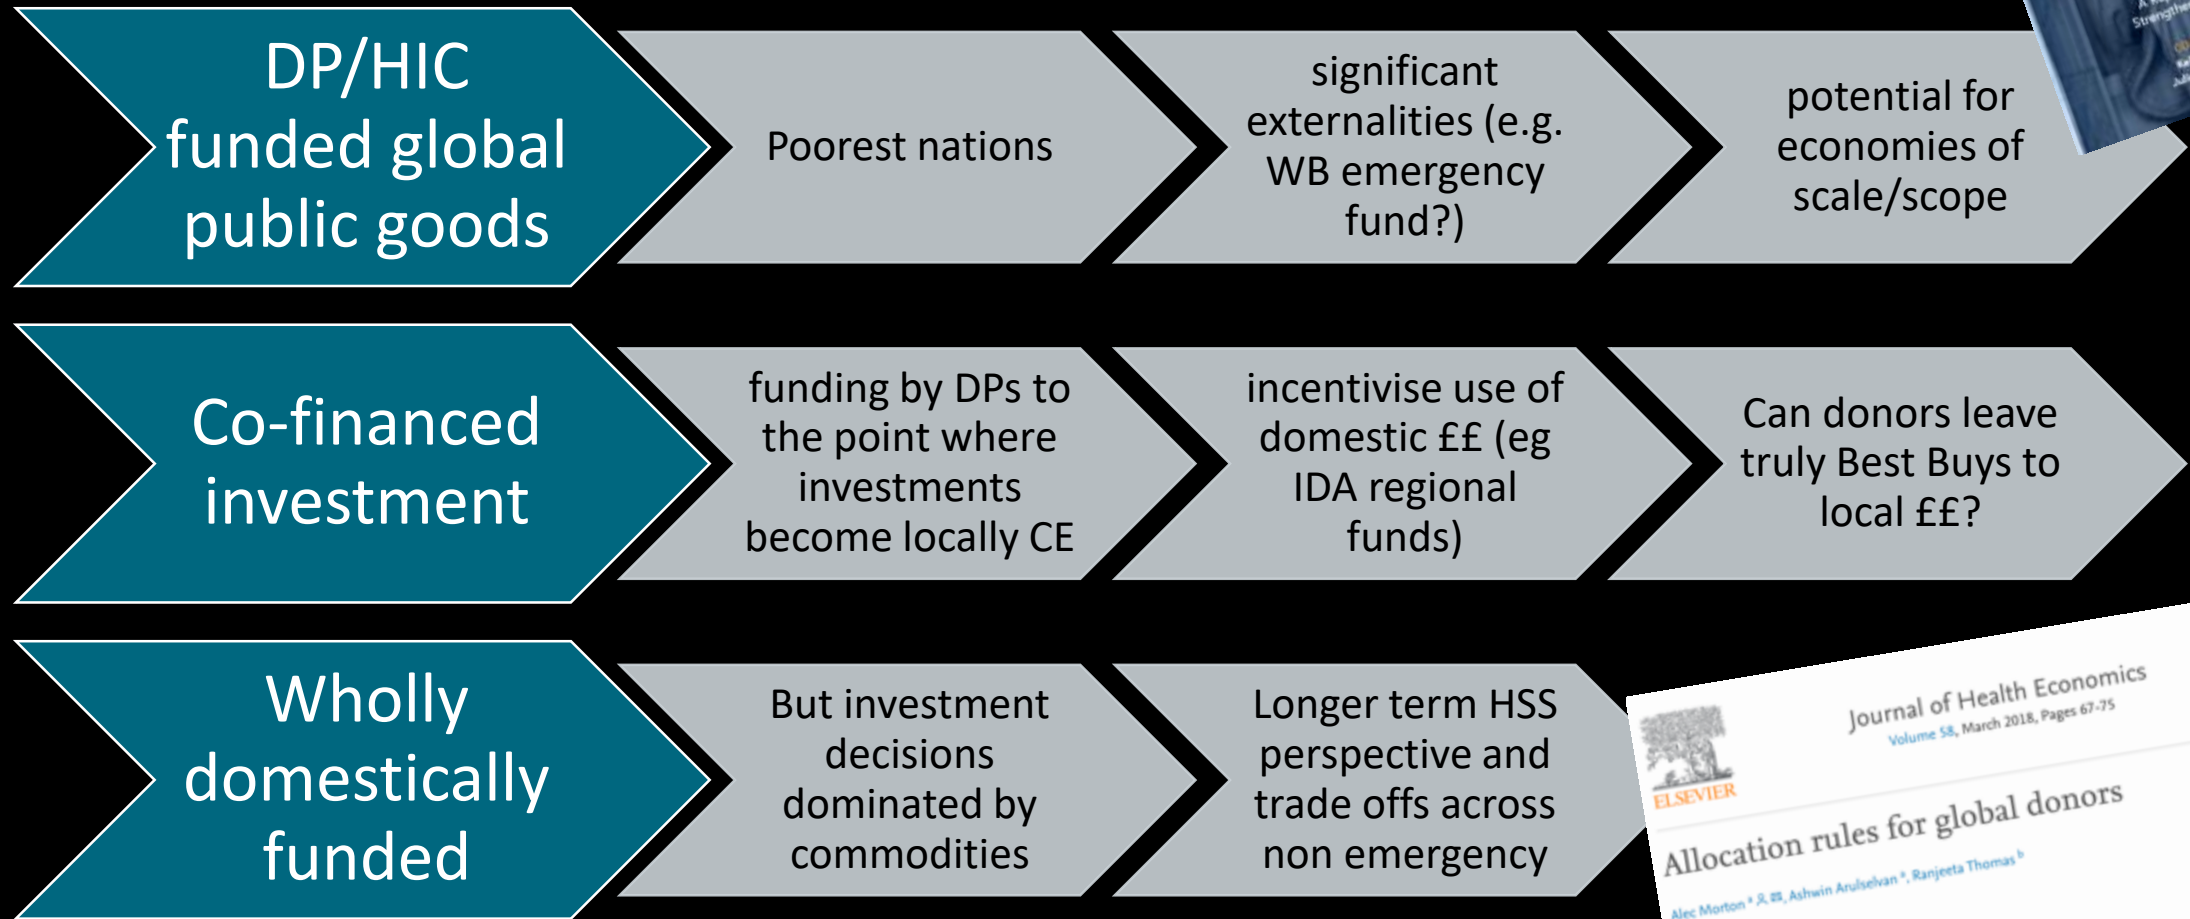 DP/HIC
funded global
public goods
Poorest nations
significant
externalities (e.g.
WB emergency
fund?)
potential for
economies of
scale/scope
Strengthe
Co-financed
investment
funding by DPs to
the point where
investments
become locally CE
incentivise use of
domestic ££ (eg
IDA regional
funds)
Can donors leave
truly Best Buys to
local ££?
Wholly
domestically
funded
But investment
decisions
dominated by
commodities
Longer term HSS
perspective and
trade offs across
non emergency
ELSEVIER
Journal of Health Economics
Volume 58, March 2018, Pages 67-75
Allocation rules for global donors
Alec Morton a, Ashwin Arulselvan a, Ranjeeta Thomas b